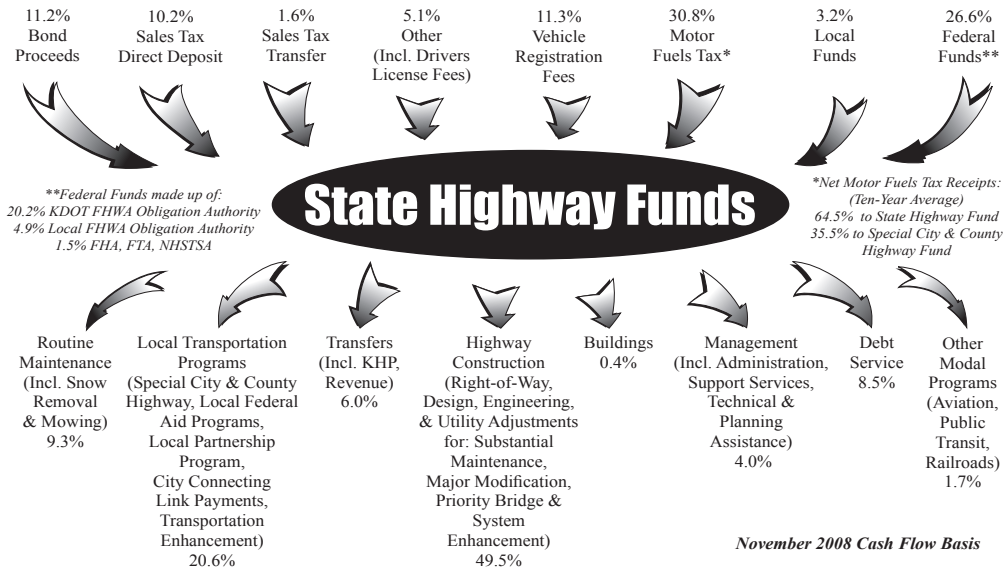 11.2%
Bond
Proceeds
10.2%
Sales Tax
Direct Deposit
1.6%
Sales Tax
Transfer
5.1%
Other
(Incl. Drivers
License Fees)
11.3%
Vehicle
Registration
Fees
30.8%
Motor
Fuels Tax*
3.2%
Local
Funds
26.6%
Federal
Funds**
**Federal Funds made up of:
20.2% KDOT FHWA Obligation Authority
4.9% Local FHWA Obligation Authority
1.5% FHA, FTA, NHSTSA
State Highway Funds
*Net Motor Fuels Tax Receipts:
(Ten-Year Average)
64.5% to State Highway Fund
35.5% to Special City & County
Highway Fund
Routine
Maintenance
(Incl. Snow
Removal
& Mowing)
9.3%
Local Transportation
Programs
(Special City & County
Highway, Local Federal
Aid Programs,
Local Partnership
Program,
City Connecting
Link Payments,
Transportation
Enhancement)
20.6%
Transfers
(Incl. KHP,
Revenue)
6.0%
Highway
Construction
(Right-of-Way,
Design, Engineering,
& Utility Adjustments
for: Substantial
Maintenance,
Major Modification,
Priority Bridge &
System
Enhancement)
49.5%
Buildings
0.4%
Management
(Incl. Administration,
Support Services,
Technical &
Planning
Assistance)
4.0%
Debt
Service
8.5%
Other
Modal
Programs
(Aviation,
Public
Transit,
Railroads)
1.7%
November 2008 Cash Flow Basis